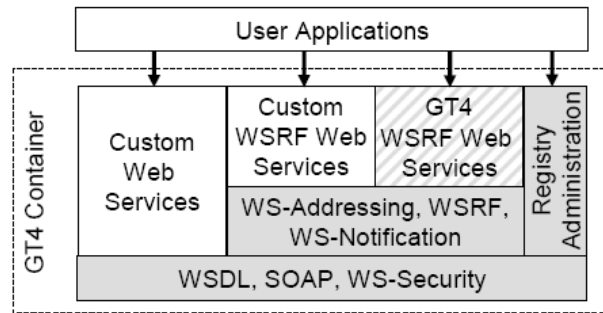 User Applications
GT4 Container
Custom
Web
Services
Custom
WSRF Web
Services
GT4
WSRF Web
Services
Registry
Administration
WS-Addressing, WSRF,
WS-Notification
WSDL, SOAP, WS-Security